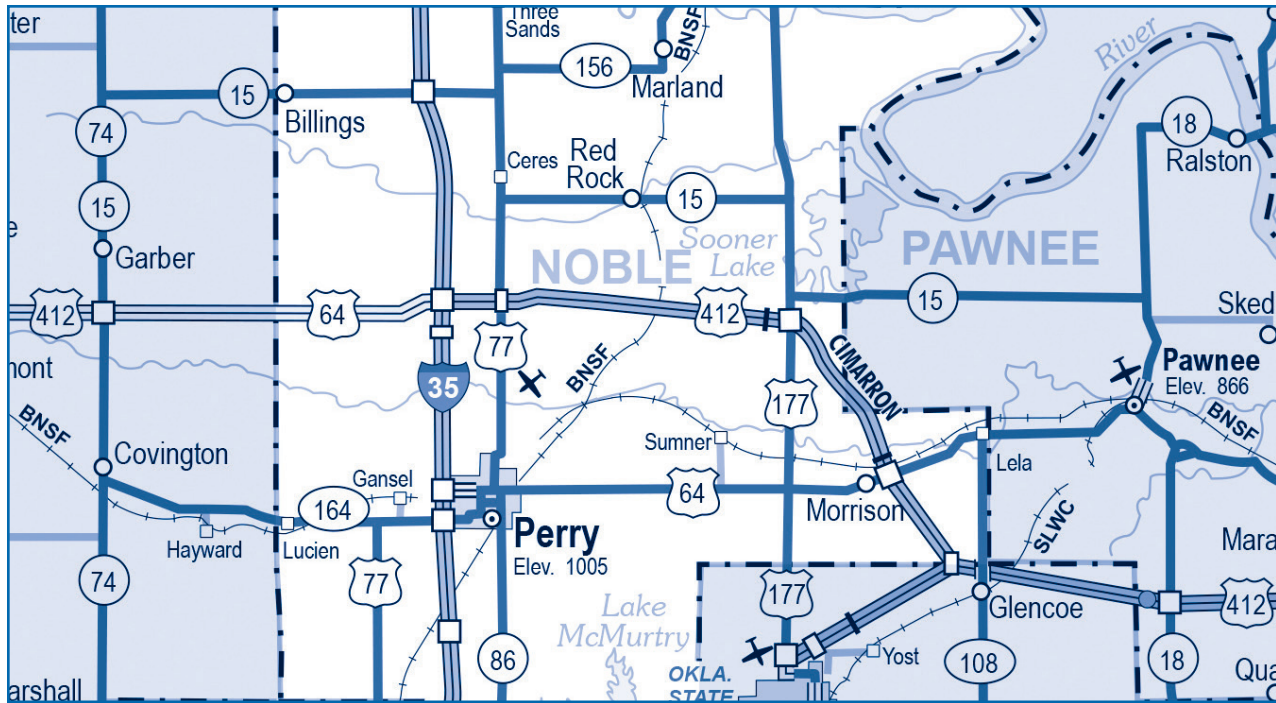 ter
Three
Sands
BNSF
156
Marland
River
15
Billings
74
18
Ralston
Ceres
Red
Rock
15
15
Garber
Sooner
Lake
NOBLE
PAWNEE
e
412
64
412
15
Sked
77
mont
35
BNSF
CIMARRON
Pawnee
Elev. 866
177
BNSF
BNSF
Covington
Sumner
Lela
Gansel
64
164
Morrison
SLWC
Hayward
Lucien
Perry
Elev. 1005
Mara
74
77
177
Glencoe
412
Lake
McMurtry
86
Yost
108
18
OKLA.
STATE
arshall
Qua